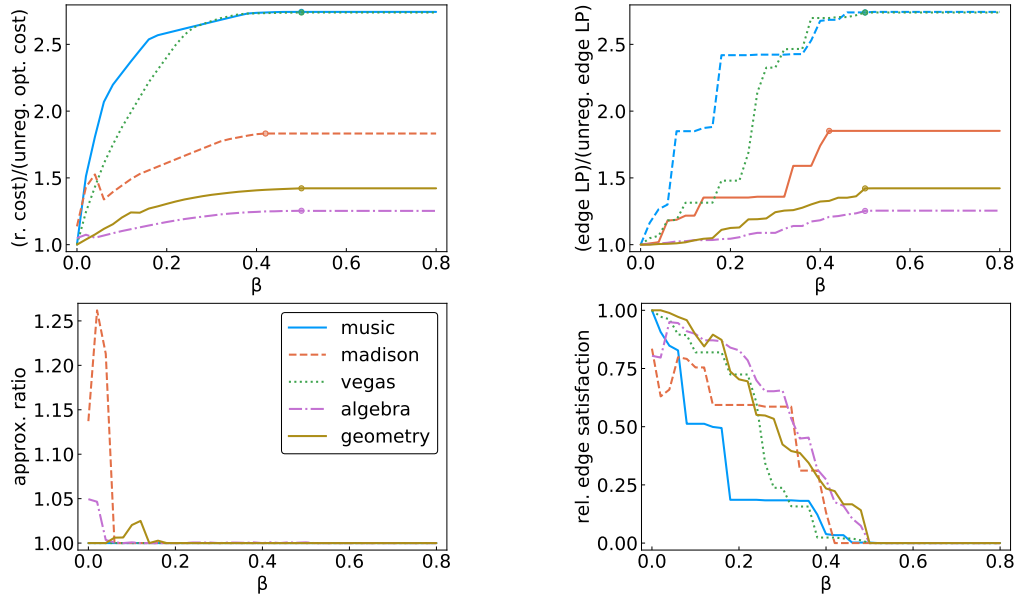 (r. cost)/(unreg. opt. cost)
2.5
2.0
1.5
1.0
0.0 0.2 0.4 0.6 0.8
β
(edge LP)/(unreg. edge LP)
2.5
2.0
1.5
1.0
0.0 0.2 0.4 0.6 0.8
β
approx. ratio
1.25
1.20
1.15
1.10
1.05
1.00
0.0 0.2 0.4 0.6 0.8
β
music
madison
vegas
algebra
geometry
rel. edge satisfaction
1.00
0.75
0.50
0.25
0.00
0.0 0.2 0.4 0.6 0.8
β